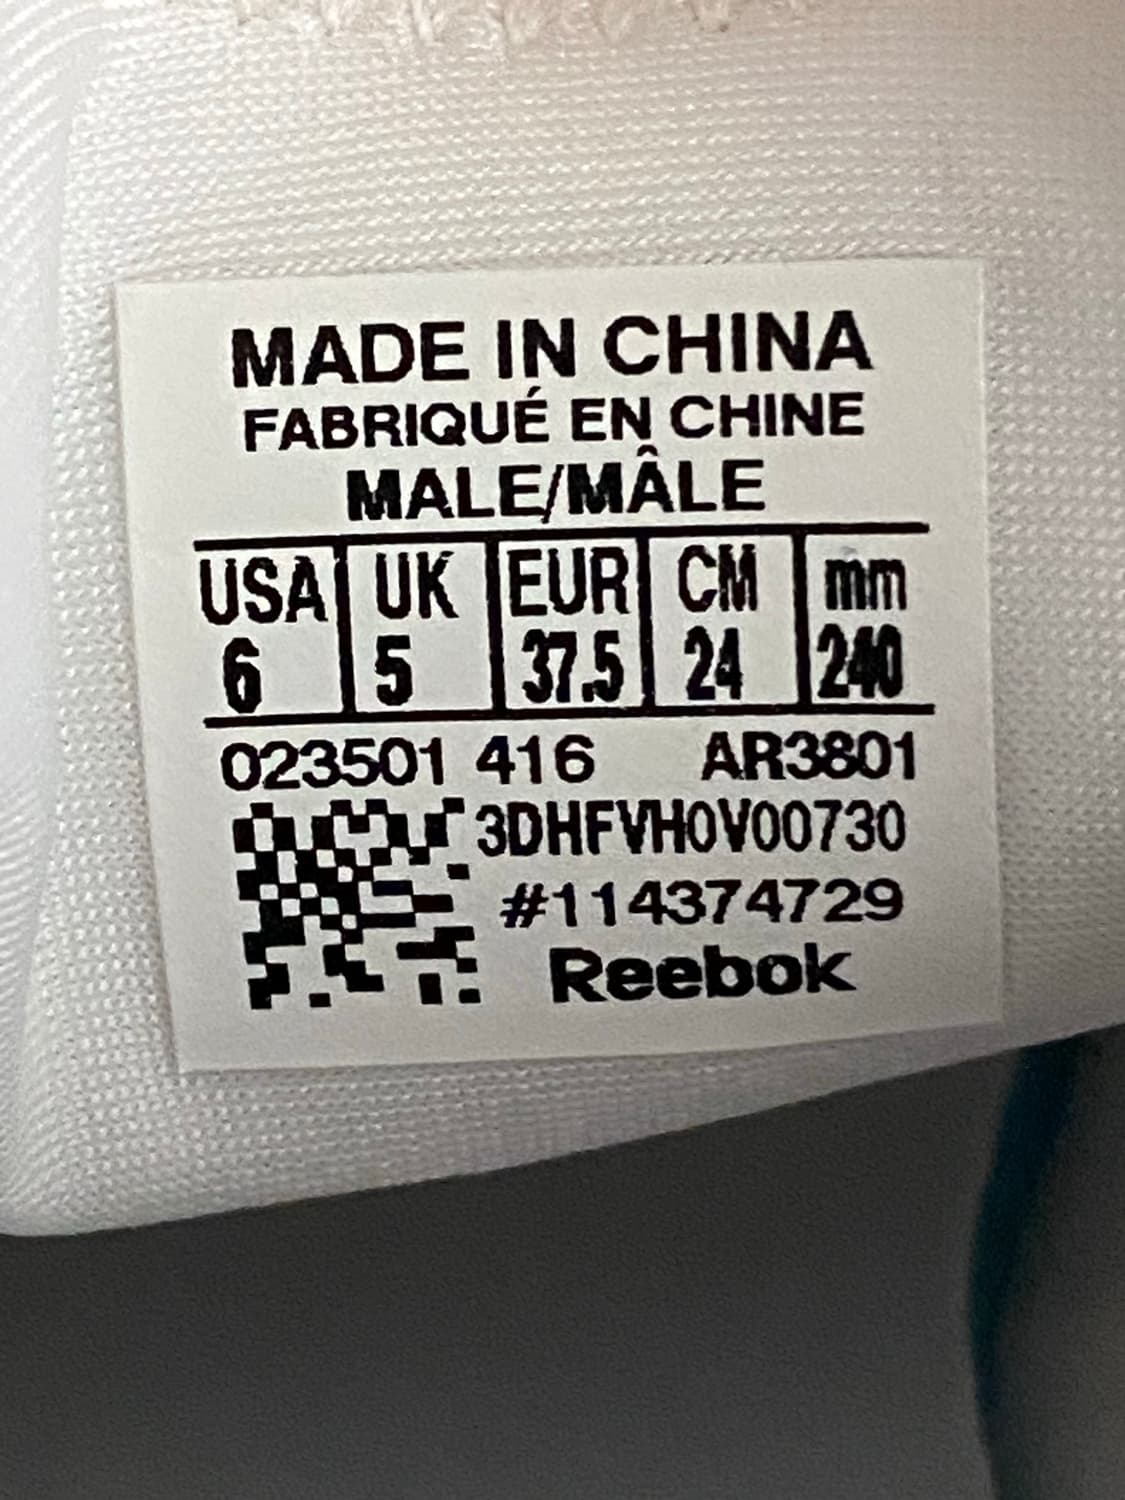 MADE IN CHINA
FABRIQUÉ EN CHINE
MALE/MÂLE
USA UK EUR CM mm
6 5 37.5 24 240
023501 416 AR3801
3DHFVH0V00730
#114374729
Reebok